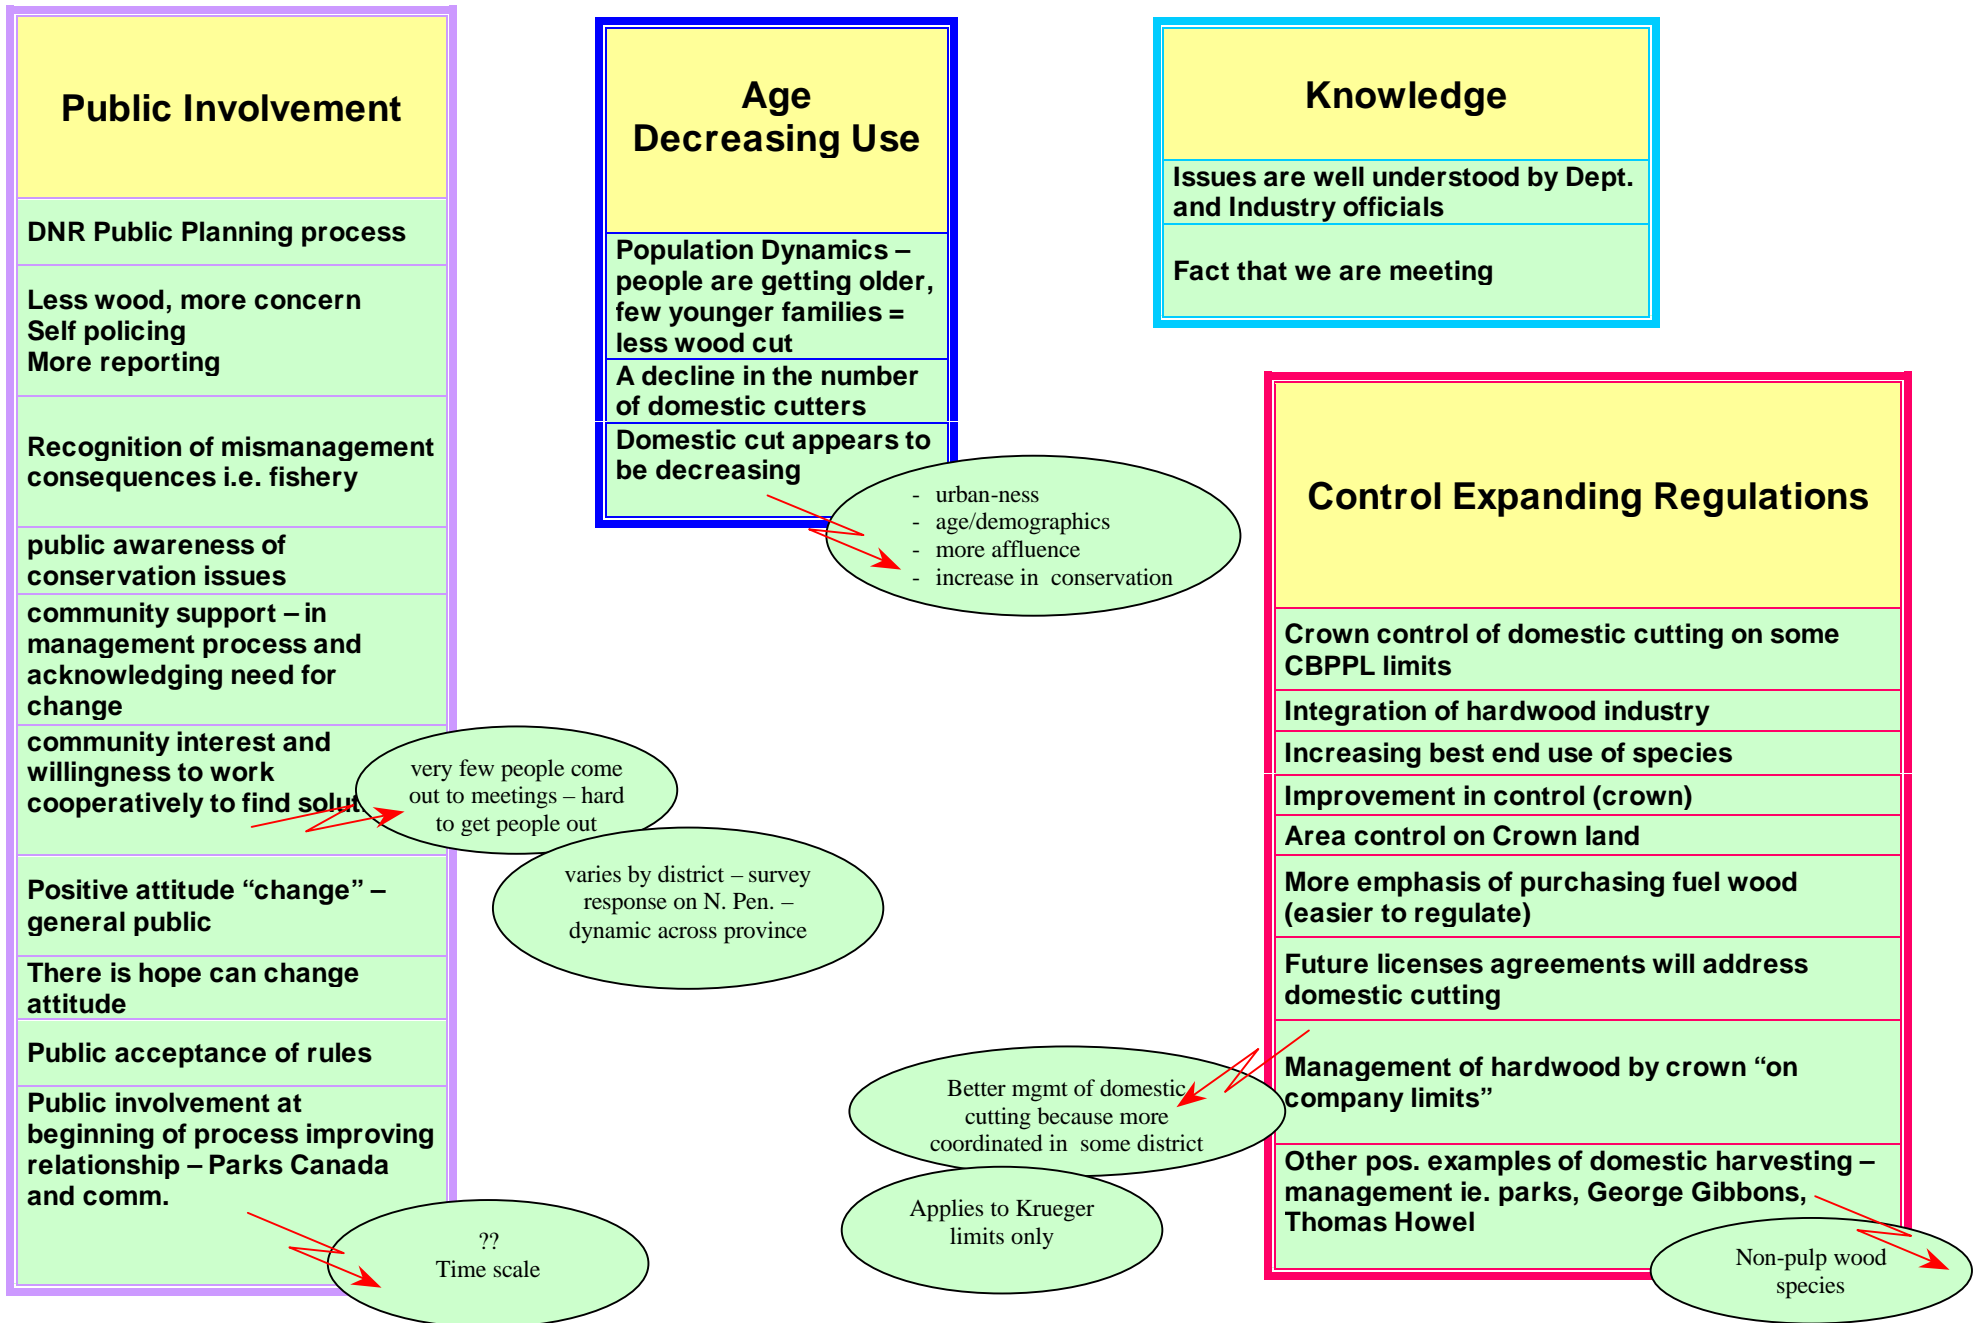 Public Involvement
DNR Public Planning process
Less wood, more concern
Self policing
More reporting
Recognition of mismanagement
consequences i.e. fishery
public awareness of
conservation issues
community support – in
management process and
acknowledging need for
change
community interest and
willingness to work
cooperatively to find solut
very few people come
out to meetings – hard
to get people out
varies by district – survey
response on N. Pen. –
dynamic across province
Positive attitude “change” –
general public
There is hope can change
attitude
Public acceptance of rules
Public involvement at
beginning of process improving
relationship – Parks Canada
and comm.
??
Time scale
Age
Decreasing Use
Population Dynamics –
people are getting older,
few younger families =
less wood cut
A decline in the number
of domestic cutters
Domestic cut appears to
be decreasing
- urban-ness
- age/demographics
- more affluence
- increase in conservation
Knowledge
Issues are well understood by Dept.
and Industry officials
Fact that we are meeting
Control Expanding Regulations
Crown control of domestic cutting on some
CBPPL limits
Integration of hardwood industry
Increasing best end use of species
Improvement in control (crown)
Area control on Crown land
More emphasis of purchasing fuel wood
(easier to regulate)
Future licenses agreements will address
domestic cutting
Management of hardwood by crown “on
company limits”
Better mgmt of domestic
cutting because more
coordinated in some district
Applies to Krueger
limits only
Other pos. examples of domestic harvesting –
management ie. parks, George Gibbons,
Thomas Howel
Non-pulp wood
species